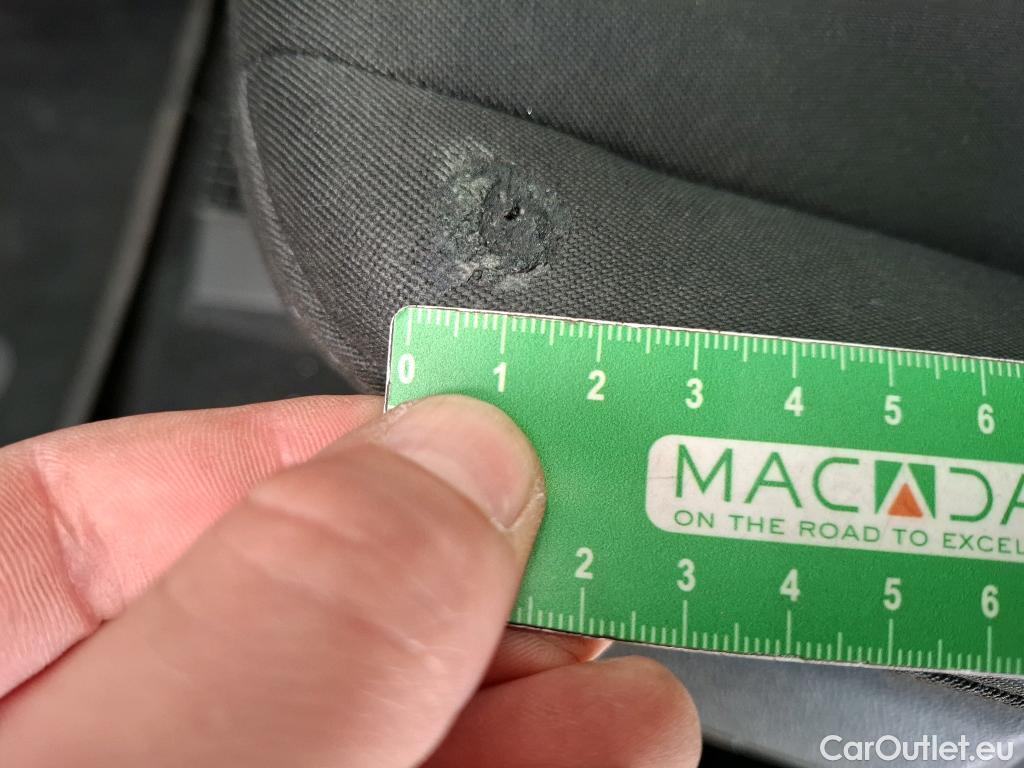 0 1 2 3 4 5 6
MACADA
ON THE ROAD TO EXCEL
2 3 4 5 6
CarOutlet.eu